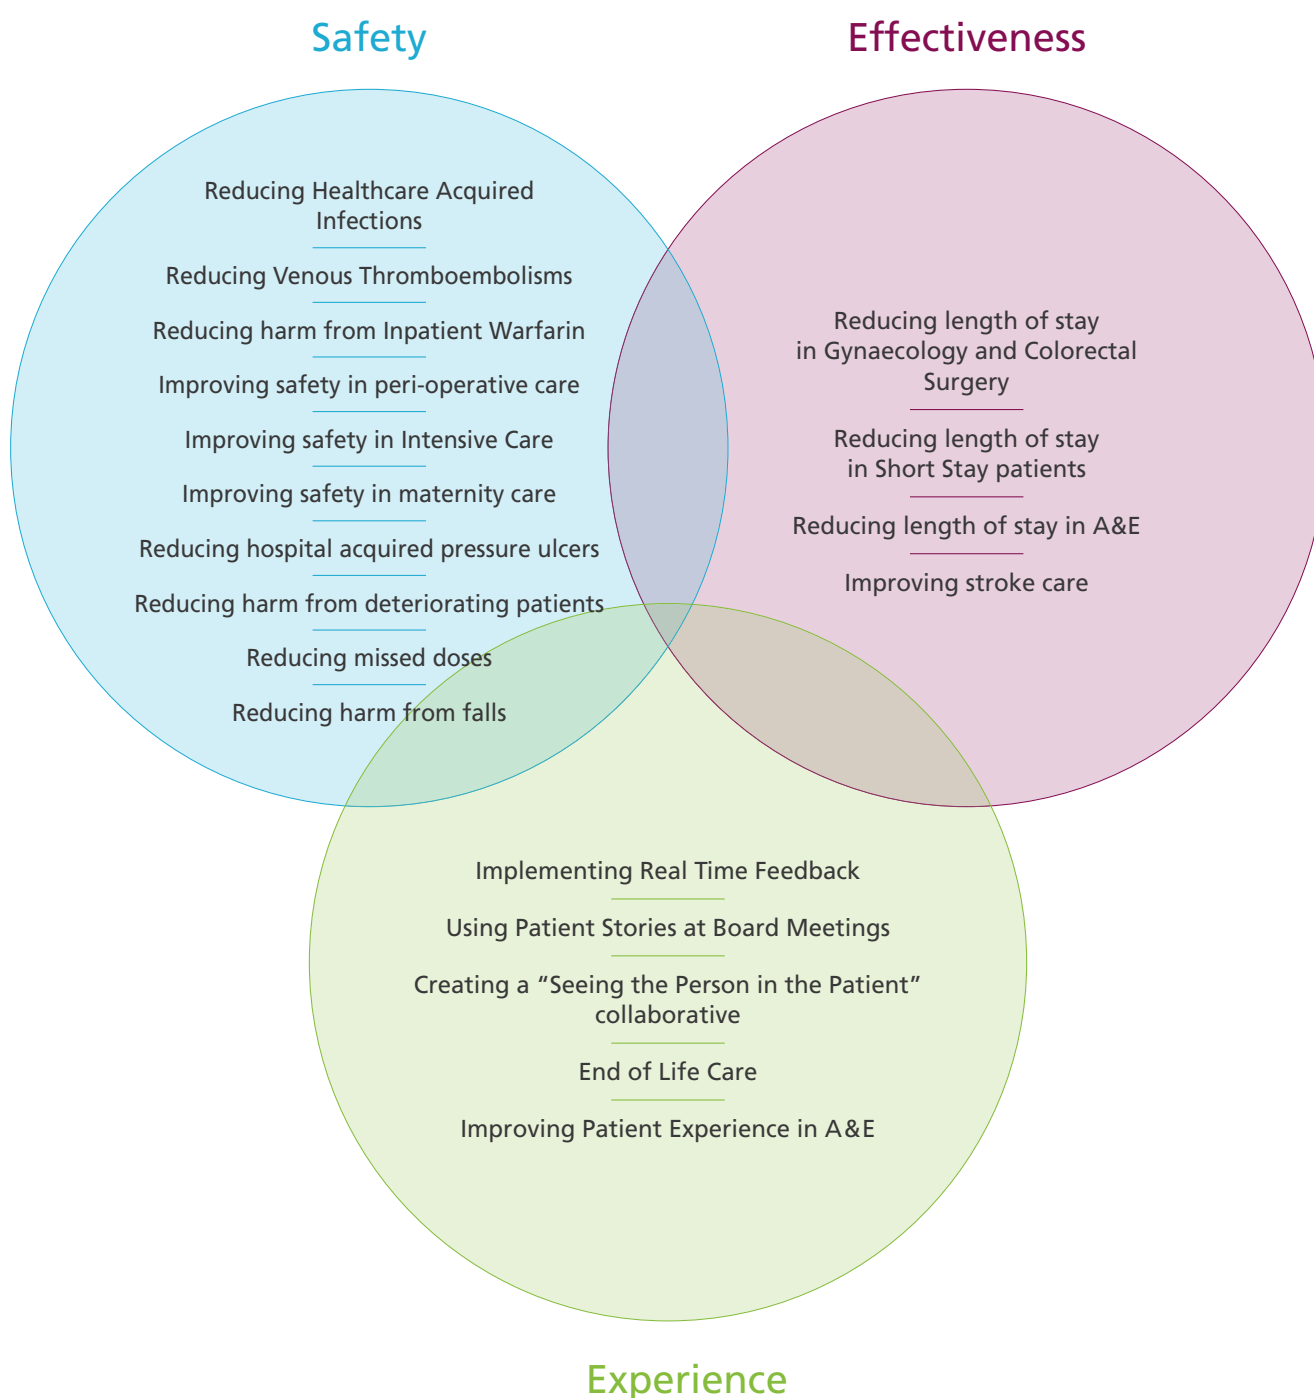 Safety
Effectiveness
Reducing Healthcare Acquired
Infections
Reducing Venous Thromboembolisms
Reducing harm from Inpatient Warfarin
Improving safety in peri-operative care
Improving safety in Intensive Care
Improving safety in maternity care
Reducing hospital acquired pressure ulcers
Reducing harm from deteriorating patients
Reducing missed doses
Reducing harm from falls
Reducing length of stay
in Gynaecology and Colorectal
Surgery
Reducing length of stay
in Short Stay patients
Reducing length of stay in A&E
Improving stroke care
Implementing Real Time Feedback
Using Patient Stories at Board Meetings
Creating a “Seeing the Person in the Patient”
collaborative
End of Life Care
Improving Patient Experience in A&E
Experience